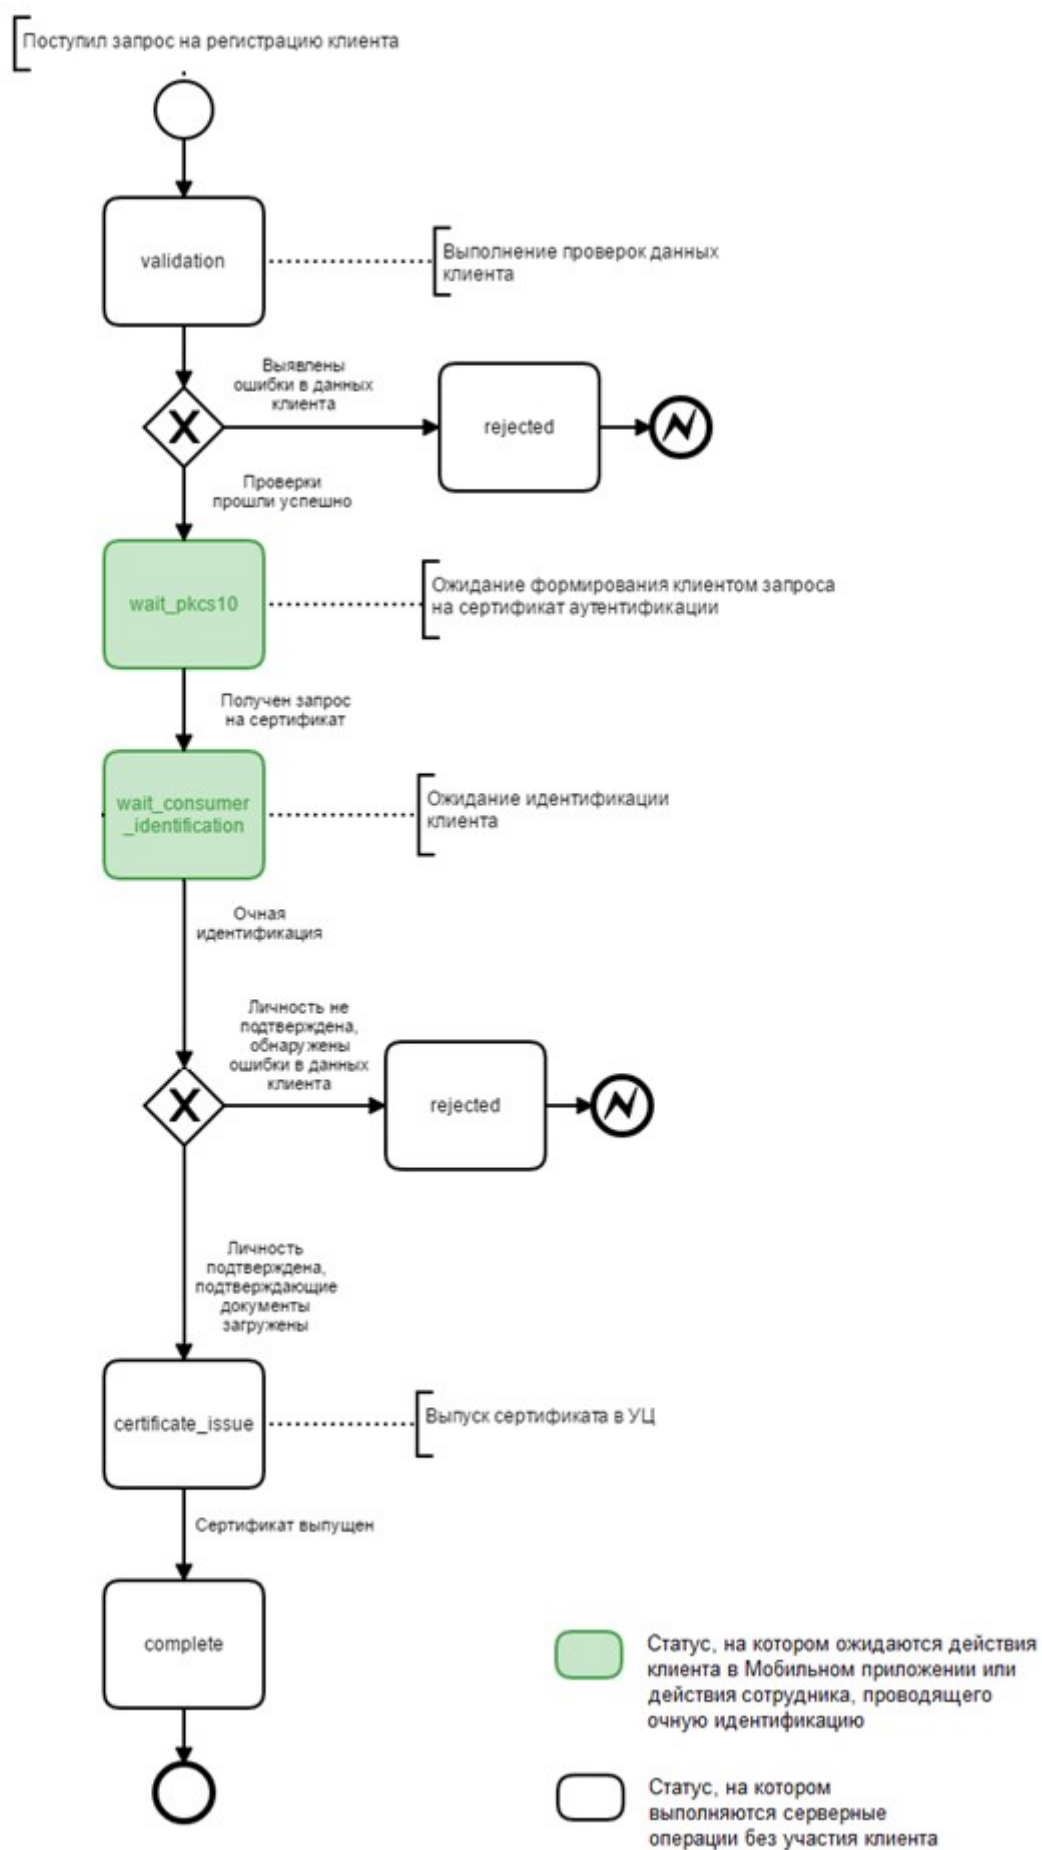 Поступил запрос на регистрацию клиента
validation
Выполнение проверок данных
клиента
Выявлены
ошибки в данных
клиента
X
rejected
Проверки
прошли успешно
wait_pkcs10
Ожидание формирования клиентом запроса
на сертификат аутентификации
Получен запрос
на сертификат
wait_consumer
_identification
Ожидание идентификации
клиента
Очная
идентификация
Личность не
подтверждена,
обнаружены
ошибки в данных
клиента
X
rejected
Личность
подтверждена,
подтверждающие
документы
загружены
certificate_issue
Выпуск сертификата в УЦ
Сертификат выпущен
complete
Статус, на котором ожидаются действия
клиента в Мобильном приложении или
действия сотрудника, проводящего
очную идентификацию
Статус, на котором
выполняются серверные
операции без участия клиента